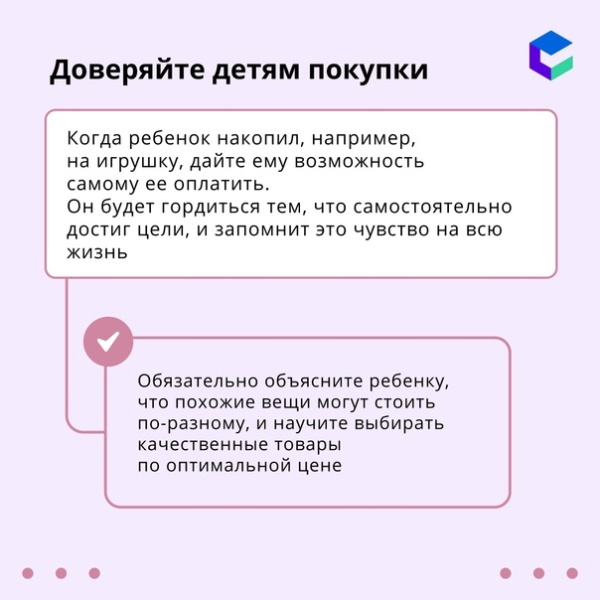 Доверяйте детям покупки
Когда ребенок накопил, например,
на игрушку, дайте ему возможность
самому ее оплатить.
Он будет гордиться тем, что самостоятельно
достиг цели, и запомнит это чувство на всю
жизнь
Обязательно объясните ребенку,
что похожие вещи могут стоить
по-разному, и научите выбирать
качественные товары
по оптимальной цене